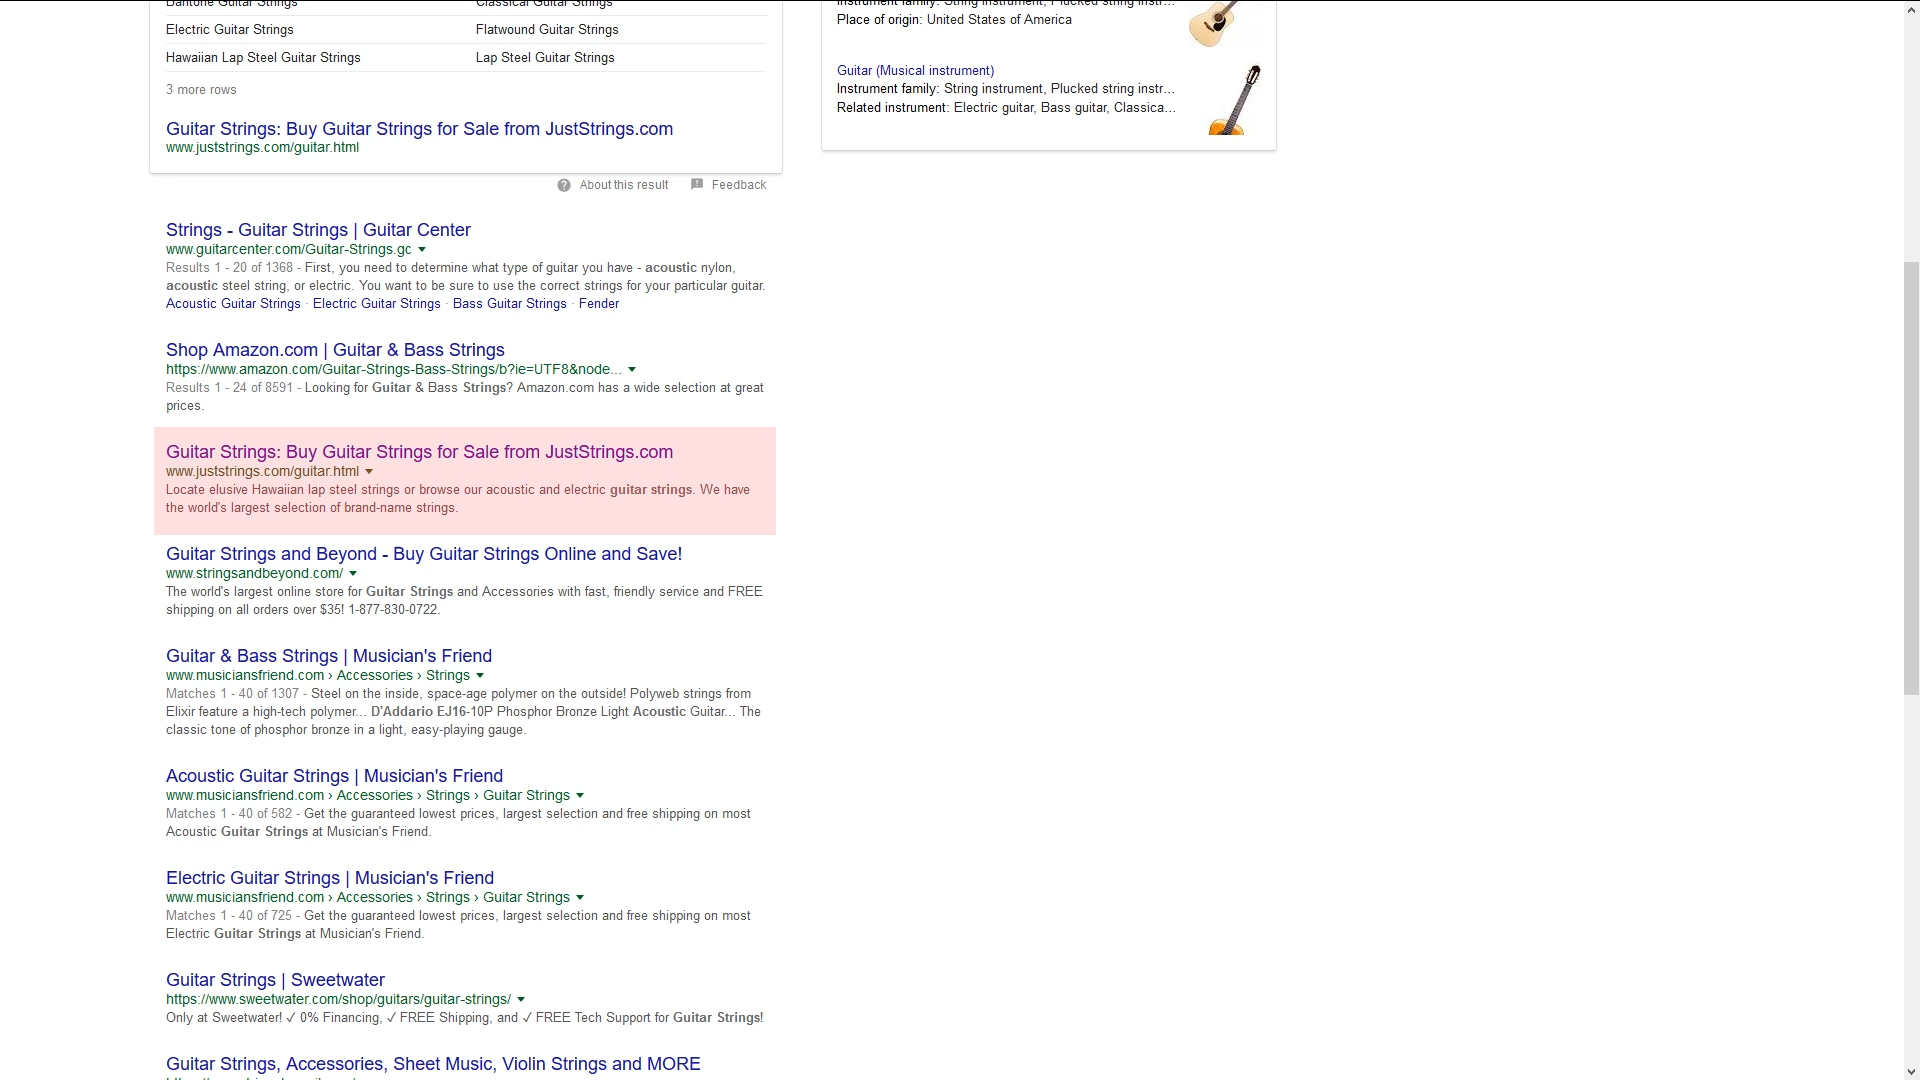 Baritone Guitar Strings Classical Guitar Strings
Electric Guitar Strings Flatwound Guitar Strings
Hawaiian Lap Steel Guitar Strings Lap Steel Guitar Strings
3 more rows
Guitar Strings: Buy Guitar Strings for Sale from JustStrings.com
www.juststrings.com/guitar.html
About this result Feedback
Instrument family: String instrument, Plucked string instr...
Place of origin: United States of America
Guitar (Musical instrument)
Instrument family: String instrument, Plucked string instr...
Related instrument: Electric guitar, Bass guitar, Classica...
Strings - Guitar Strings | Guitar Center
www.guitarcenter.com/Guitar-Strings.gc
Results 1 - 20 of 1368 - First, you need to determine what type of guitar you have - acoustic nylon,
acoustic steel string, or electric. You want to be sure to use the correct strings for your particular guitar.
Acoustic Guitar Strings · Electric Guitar Strings · Bass Guitar Strings · Fender
Shop Amazon.com | Guitar & Bass Strings
https://www.amazon.com/Guitar-Strings-Bass-Strings/b?ie=UTF8&node...
Results 1 - 24 of 8591 - Looking for Guitar & Bass Strings? Amazon.com has a wide selection at great
prices.
Guitar Strings: Buy Guitar Strings for Sale from JustStrings.com
www.juststrings.com/guitar.html
Locate elusive Hawaiian lap steel strings or browse our acoustic and electric guitar strings. We have
the world's largest selection of brand-name strings.
Guitar Strings and Beyond - Buy Guitar Strings Online and Save!
www.stringsandbeyond.com/
The world's largest online store for Guitar Strings and Accessories with fast, friendly service and FREE
shipping on all orders over $35! 1-877-830-0722.
Guitar & Bass Strings | Musician's Friend
www.musiciansfriend.com › Accessories › Strings
Matches 1 - 40 of 1307 - Steel on the inside, space-age polymer on the outside! Polyweb strings from
Elixir feature a high-tech polymer... D'Addario EJ16-10P Phosphor Bronze Light Acoustic Guitar... The
classic tone of phosphor bronze in a light, easy-playing gauge.
Acoustic Guitar Strings | Musician's Friend
www.musiciansfriend.com › Accessories › Strings › Guitar Strings
Matches 1 - 40 of 582 - Get the guaranteed lowest prices, largest selection and free shipping on most
Acoustic Guitar Strings at Musician's Friend.
Electric Guitar Strings | Musician's Friend
www.musiciansfriend.com › Accessories › Strings › Guitar Strings
Matches 1 - 40 of 725 - Get the guaranteed lowest prices, largest selection and free shipping on most
Electric Guitar Strings at Musician's Friend.
Guitar Strings | Sweetwater
https://www.sweetwater.com/shop/guitars/guitar-strings/
Only at Sweetwater! ✓ 0% Financing, ✓ FREE Shipping, and ✓ FREE Tech Support for Guitar Strings!
Guitar Strings, Accessories, Sheet Music, Violin Strings and MORE